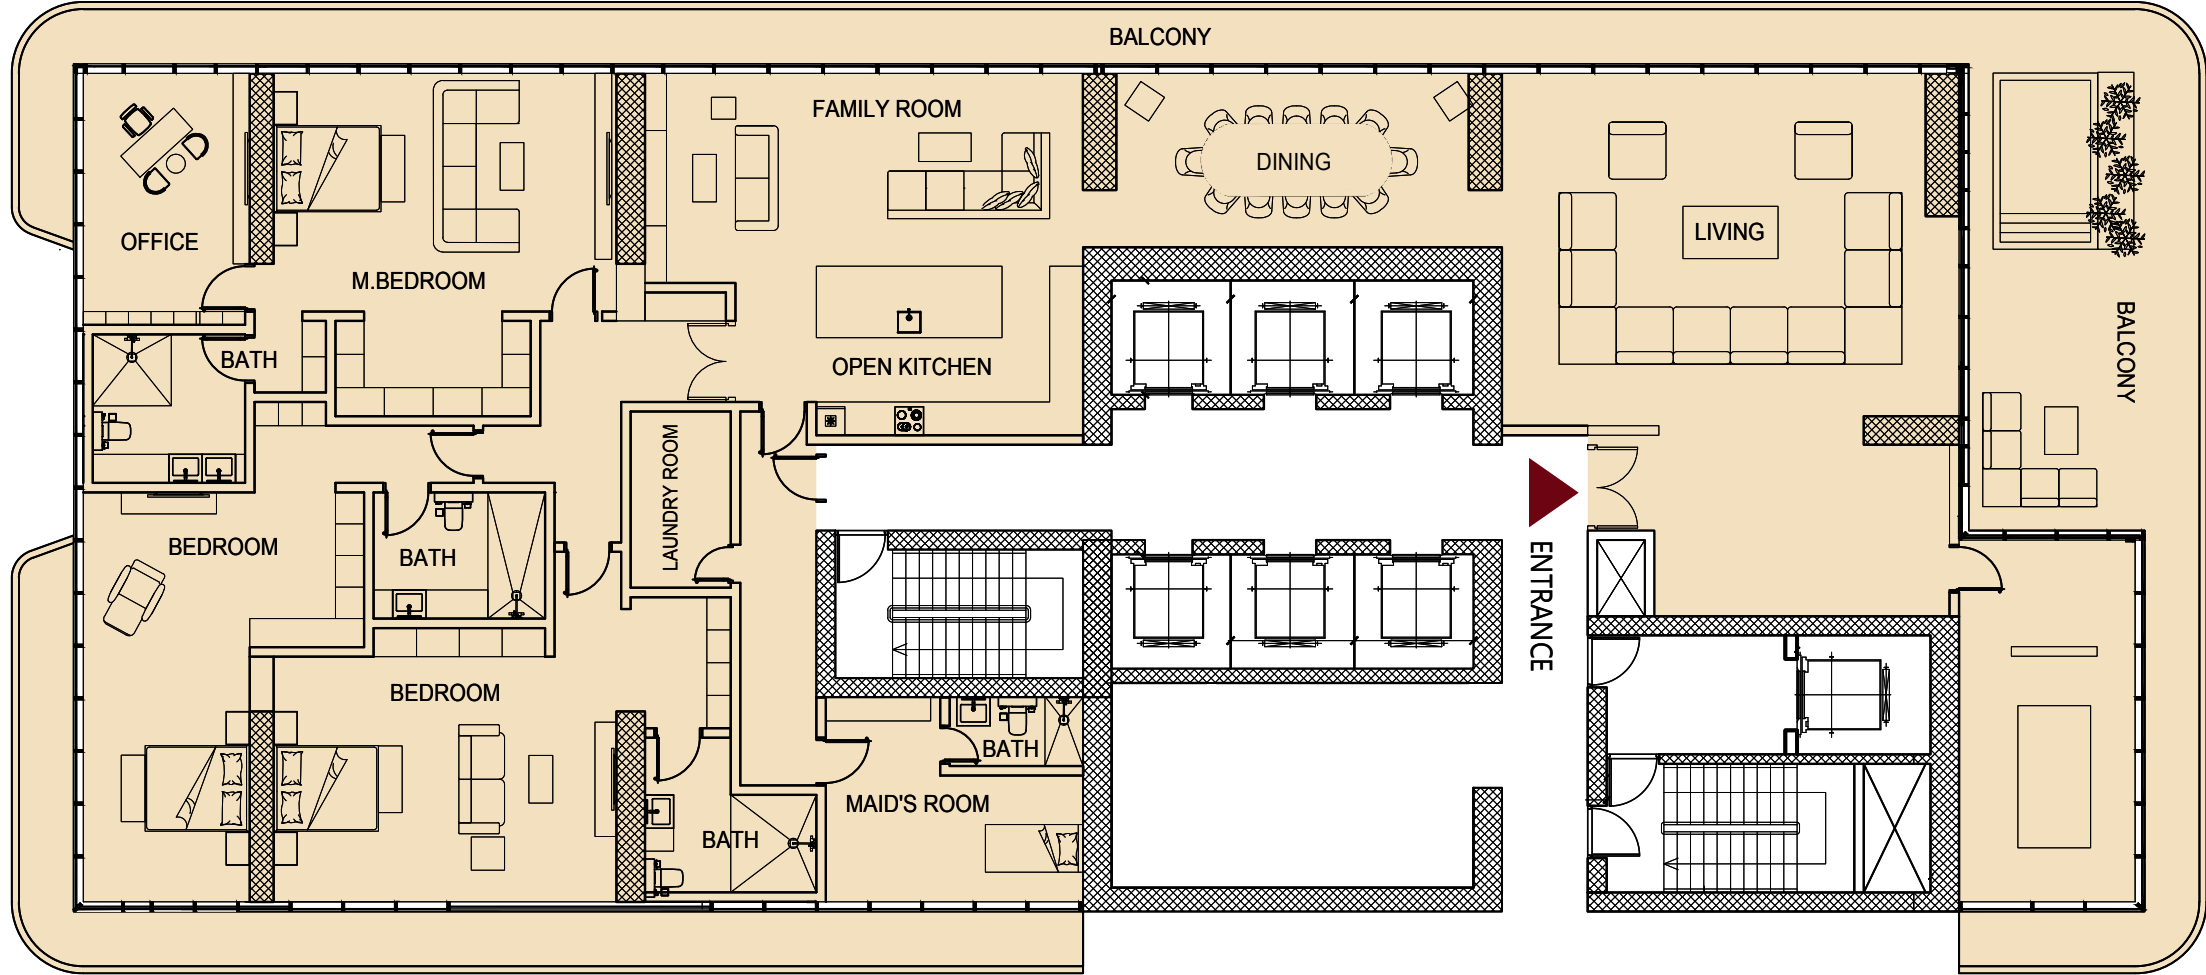 BALCONY
FAMILY ROOM
DINING
OFFICE
LIVING
M.BEDROOM
BALCONY
BATH
OPEN KITCHEN
LAUNDRY ROOM
BEDROOM
BATH
ENTRANCE
BEDROOM
BATH
MAID'S ROOM
BATH